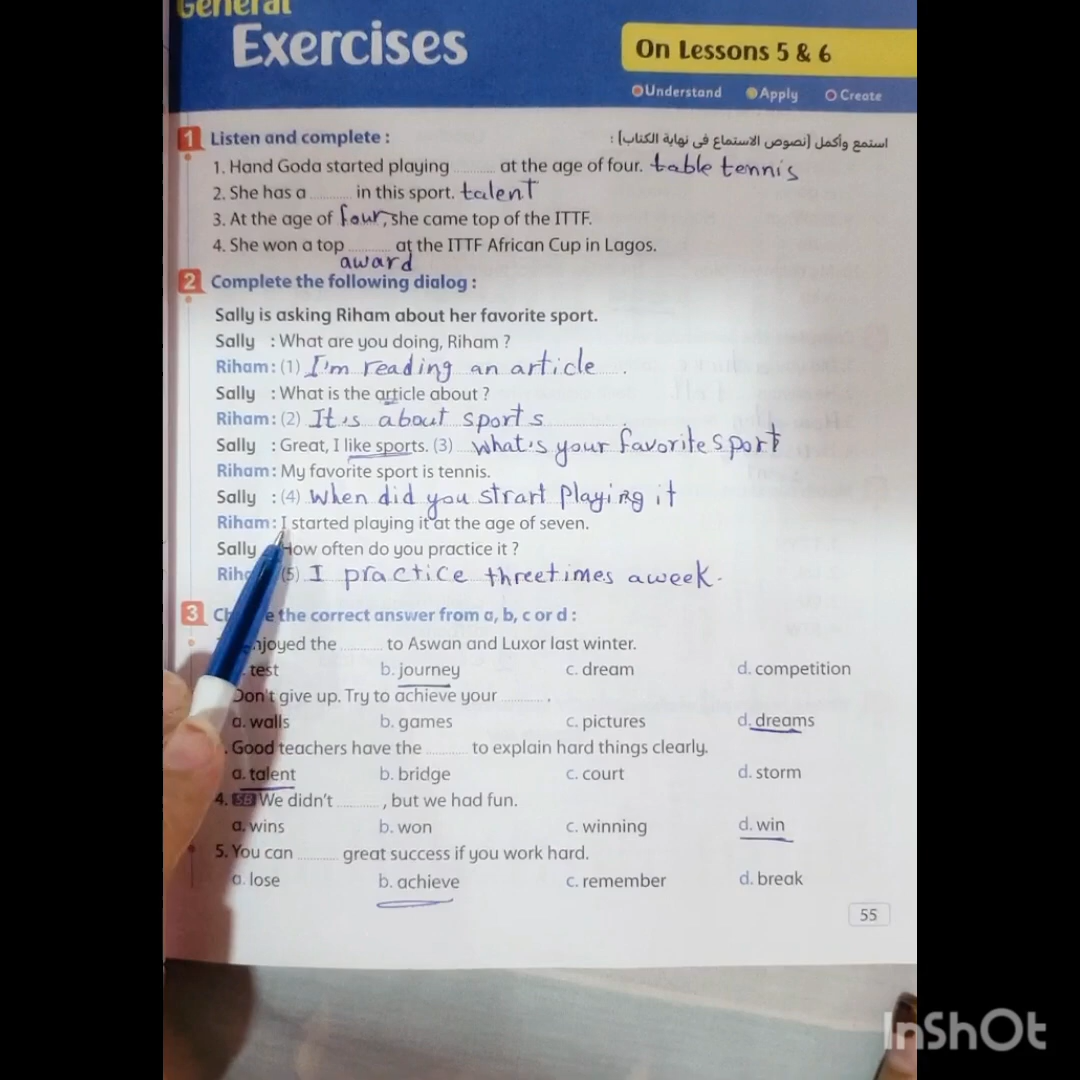 General
Exercises
On Lessons 5 & 6
Understand Apply Create
1 Listen and complete : استمع وأكمل [نصوص الاستماع فى نهاية الكتاب] :
1. Hand Goda started playing ........... at the age of four. table tennis
2. She has a ........... in this sport. talent
3. At the age of four, she came top of the ITTF.
4. She won a top ........... at the ITTF African Cup in Lagos.
award
2 Complete the following dialog :
Sally is asking Riham about her favorite sport.
Sally : What are you doing, Riham ?
Riham : (1) I'm reading an article .
Sally : What is the article about ?
Riham : (2) It's about sports .
Sally : Great, I like sports. (3) what's your favorite sport
Riham : My favorite sport is tennis.
Sally : (4) when did you strart playing it
Riham : I started playing it at the age of seven.
Sally How often do you practice it ?
Riha (5) I practice threetimes aweek.
3 Ch e the correct answer from a, b, c or d :
njoyed the ........... to Aswan and Luxor last winter.
test b. journey c. dream d. competition
Don't give up. Try to achieve your ........... .
a. walls b. games c. pictures d. dreams
. Good teachers have the ........... to explain hard things clearly.
a. talent b. bridge c. court d. storm
4. SB We didn't ..........., but we had fun.
a. wins b. won c. winning d. win
5. You can ........... great success if you work hard.
a. lose b. achieve c. remember d. break
55
InShOt